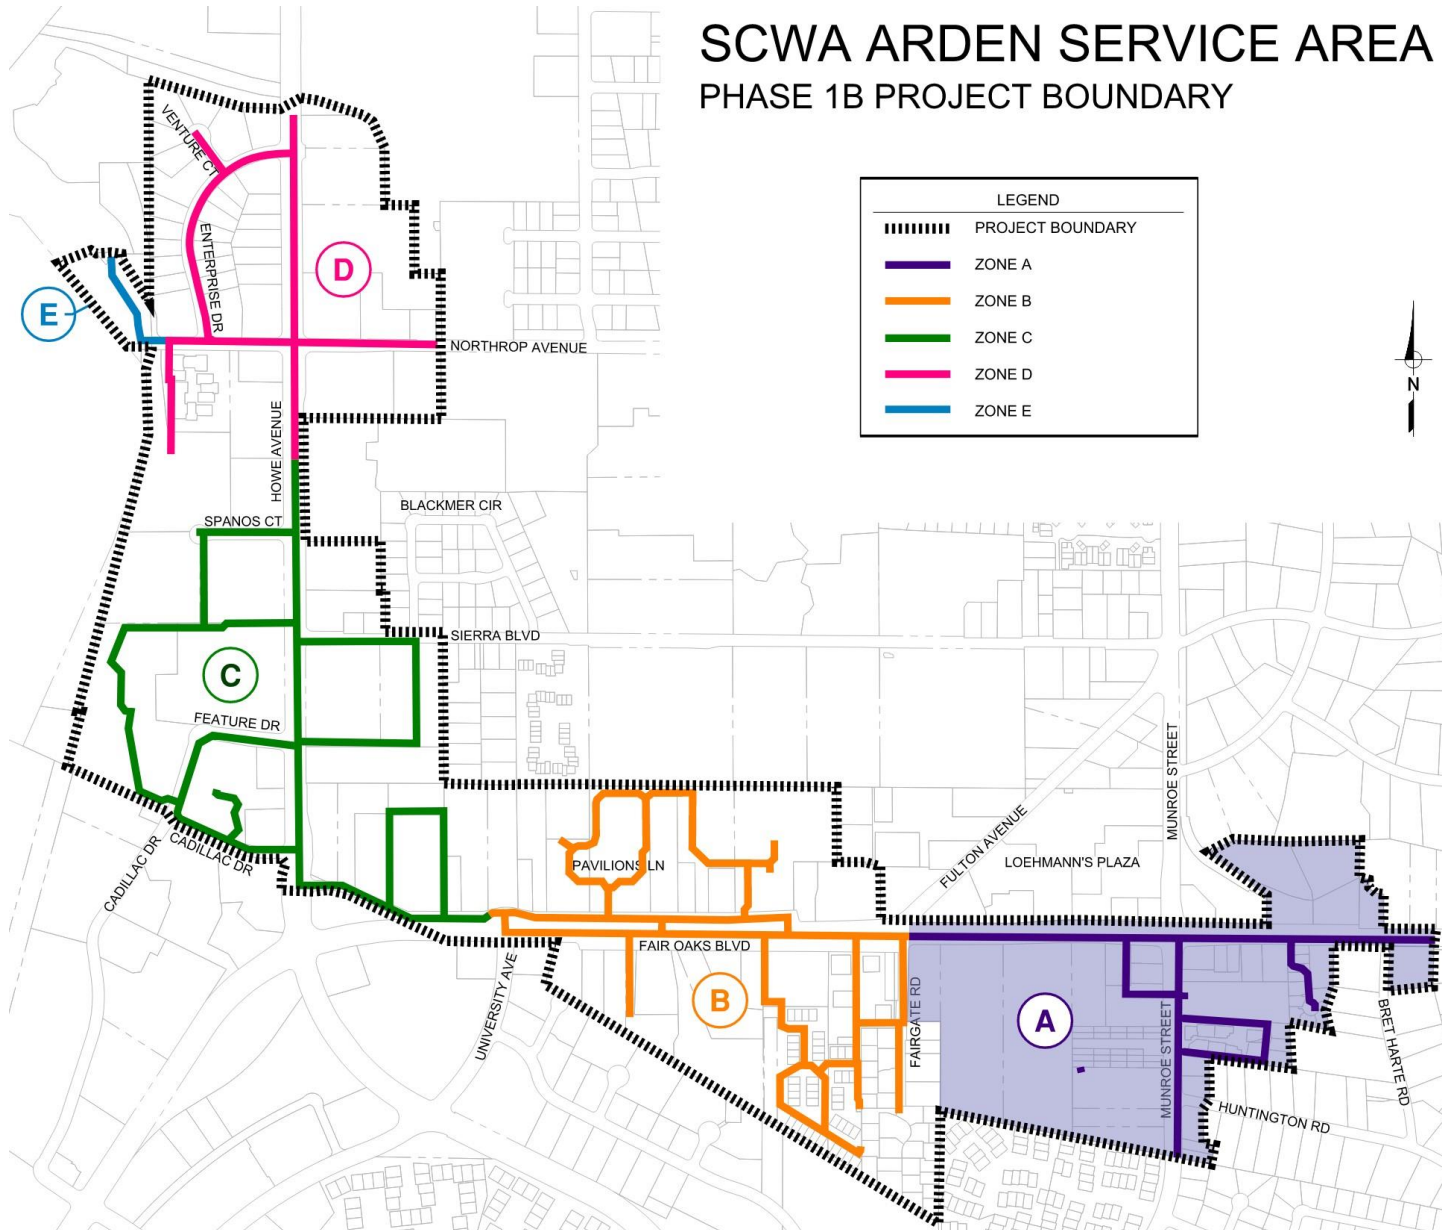 SCWA ARDEN SERVICE AREA
PHASE 1B PROJECT BOUNDARY
LEGEND
PROJECT BOUNDARY
ZONE A
ZONE B
ZONE C
ZONE D
ZONE E
N
VENTURE CT
ENTERPRISE DR
D
E
NORTHROP AVENUE
HOWE AVENUE
BLACKMER CIR
SPANOS CT
SIERRA BLVD
C
FEATURE DR
MUNROE STREET
CADILLAC DR
CADILLAC DR
PAVILIONS LN
FULTON AVENUE
LOEHMANN'S PLAZA
FAIR OAKS BLVD
UNIVERSITY AVE
B
FAIRGATE RD
A
MUNROE STREET
BRET HARTE RD
HUNTINGTON RD